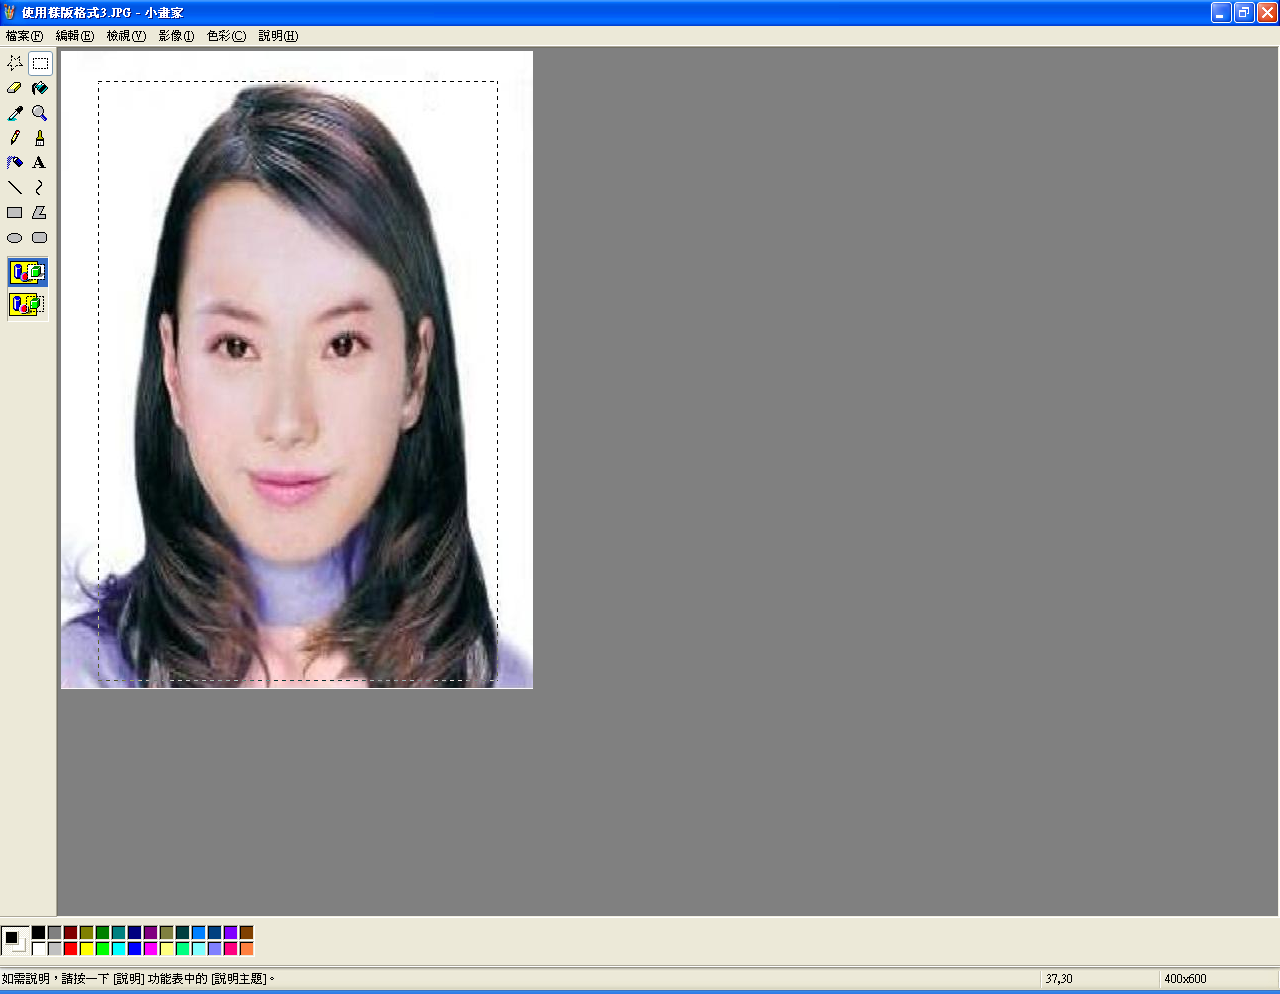 使用樣版格式3.JPG - 小畫家
檔案(F) 編輯(E) 檢視(V) 影像(I) 色彩(C) 說明(H)
A
如需說明，請按一下 [說明] 功能表中的 [說明主題]。 37,30 400x600